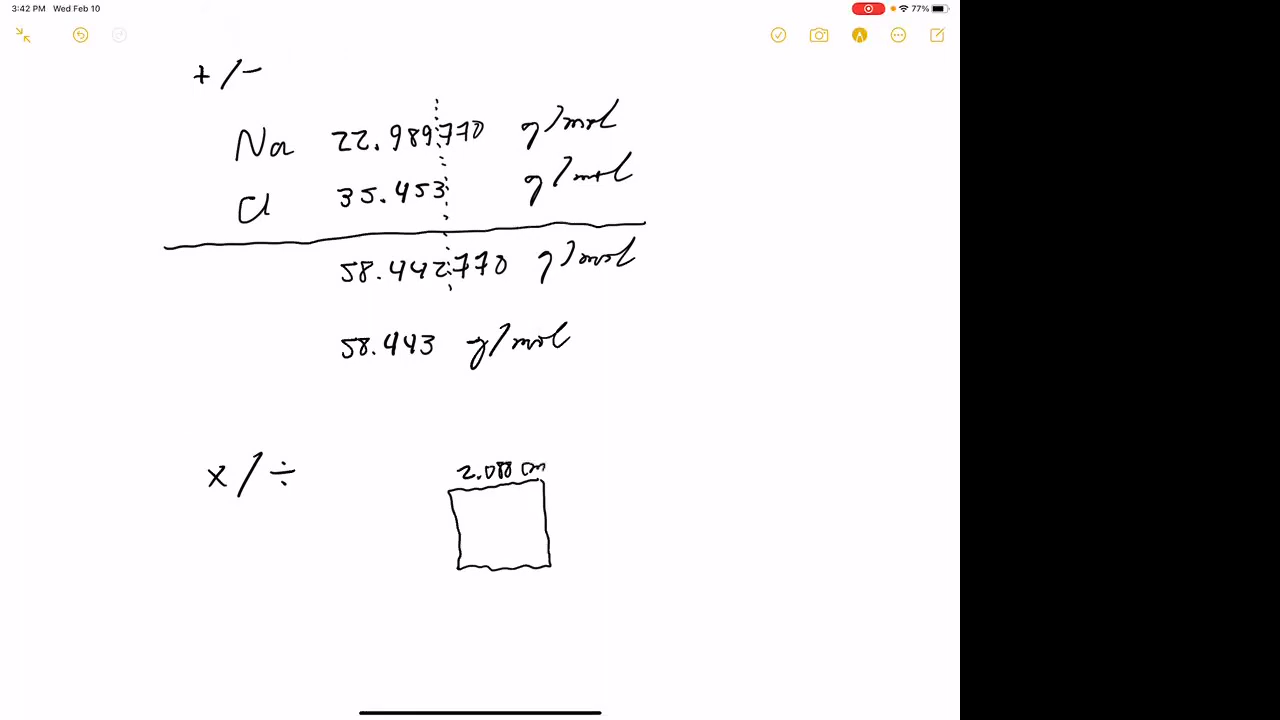 3:42 PM Wed Feb 10
77%
+/-
Na 22.989770 g/mol
Cl 35.453 g/mol
58.442770 g/mol
58.443 g/mol
x/÷
2.088 cm